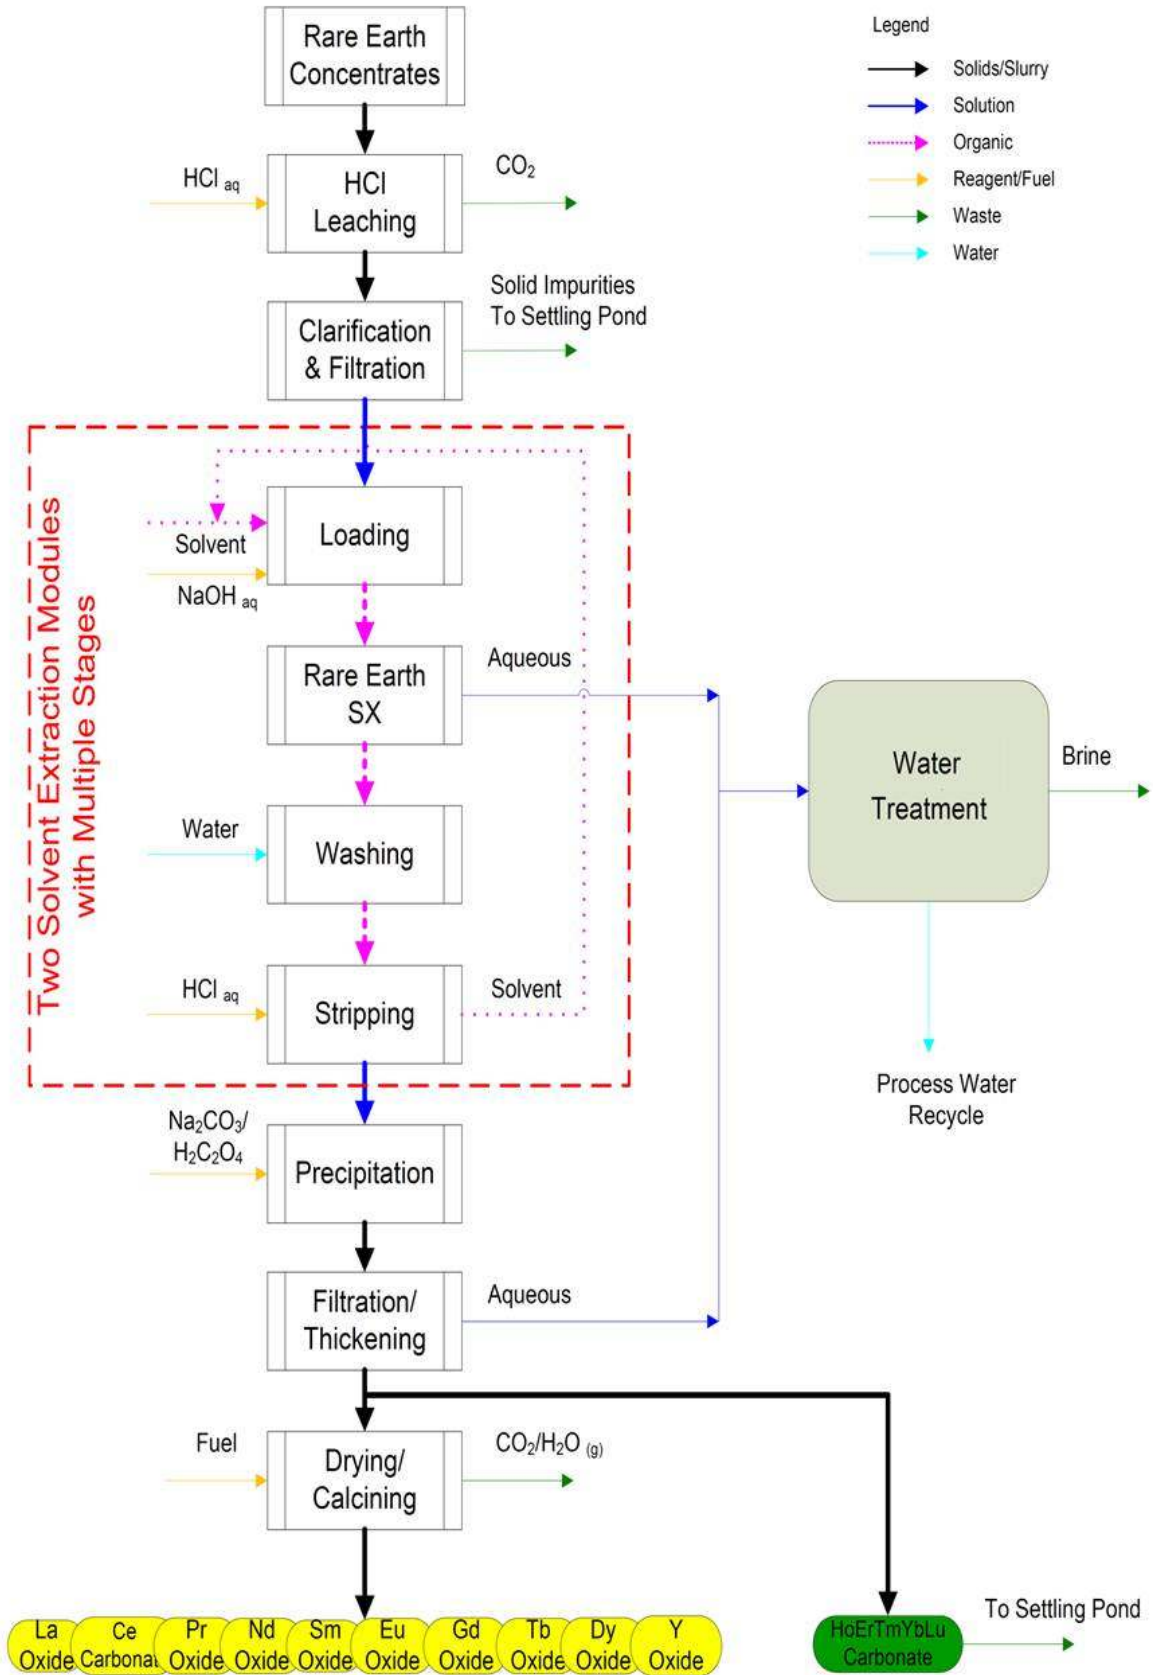 Rare Earth
Concentrates
Legend
Solids/Slurry
Solution
Organic
Reagent/Fuel
Waste
Water
HCl aq
HCl
Leaching
CO₂
Solid Impurities
To Settling Pond
Clarification
& Filtration
Two Solvent Extraction Modules
with Multiple Stages
Loading
Solvent
NaOH aq
Rare Earth
SX
Aqueous
Water
Treatment
Brine
Water
Washing
HCl aq
Stripping
Solvent
Process Water
Recycle
Na₂CO₃/
H₂C₂O₄
Precipitation
Filtration/
Thickening
Aqueous
Fuel
Drying/
Calcining
CO₂/H₂O (g)
La
Oxide
Ce
Carbonat
Pr
Oxide
Nd
Oxide
Sm
Oxide
Eu
Oxide
Gd
Oxide
Tb
Oxide
Dy
Oxide
Y
Oxide
HoErTmYbLu
Carbonate
To Settling Pond